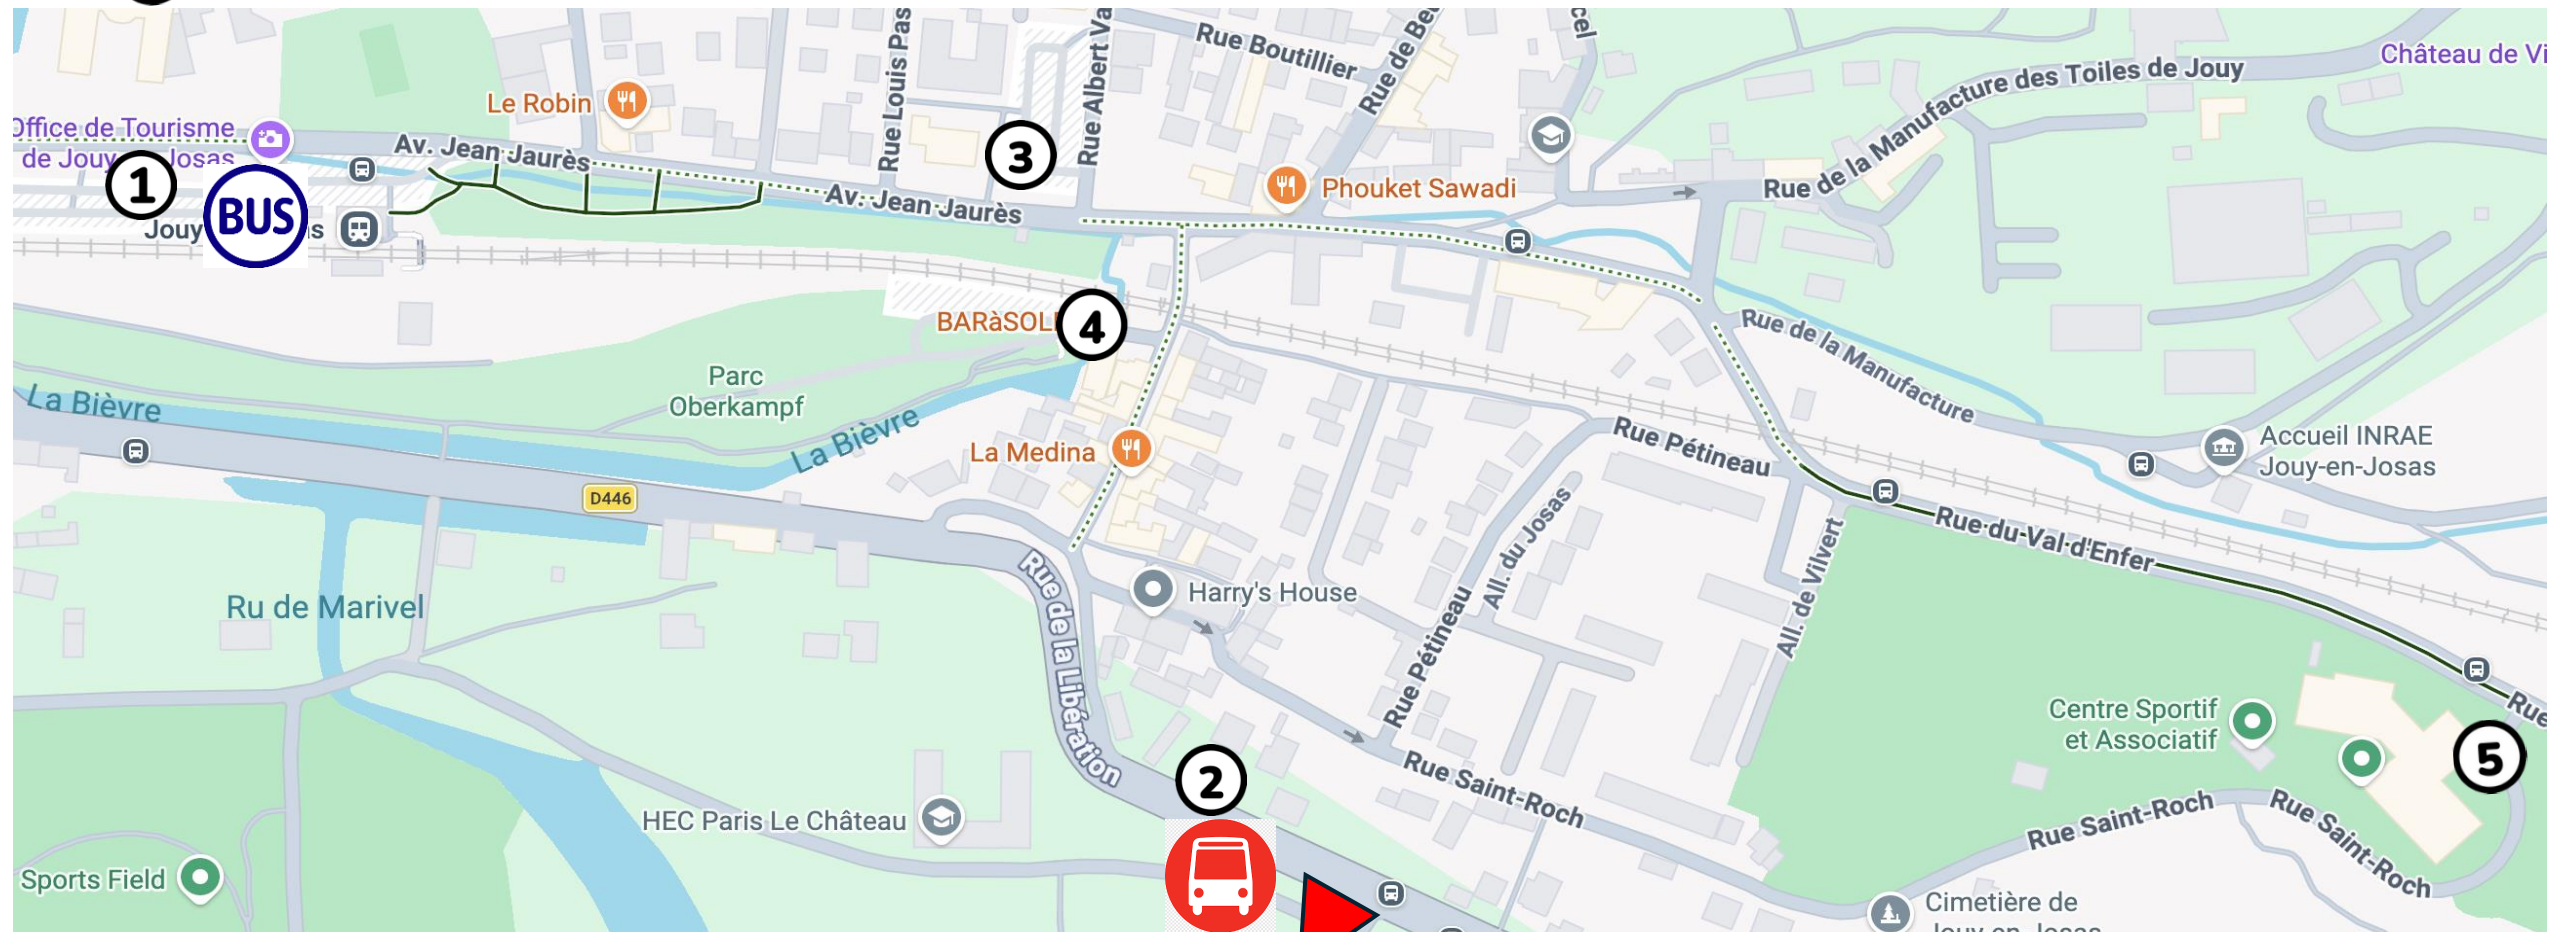 Rue Louis Pas
Rue Albert Va
Rue Boutillier
Rue de Be
cel
Château de Vi
Rue de la Manufacture des Toiles de Jouy
Le Robin
Office de Tourisme
de Jouy Josas
Av. Jean Jaurès
3
1
BUS
Jouy s
Av. Jean Jaurès
Phouket Sawadi
BARàSOL
4
Rue de la Manufacture
Parc
Oberkampf
La Bièvre
La Bièvre
La Medina
Rue Pétineau
Accueil INRAE
Jouy-en-Josas
D446
All. du Josas
Rue du Val d'Enfer
All. de Vilvert
Ru de Marivel
Harry's House
Rue de la Libération
Rue Pétineau
Centre Sportif
et Associatif
Rue
5
2
Rue Saint-Roch
HEC Paris Le Château
Rue Saint-Roch
Rue Saint-Roch
Sports Field
Cimetière de
Jouy-en-Josas